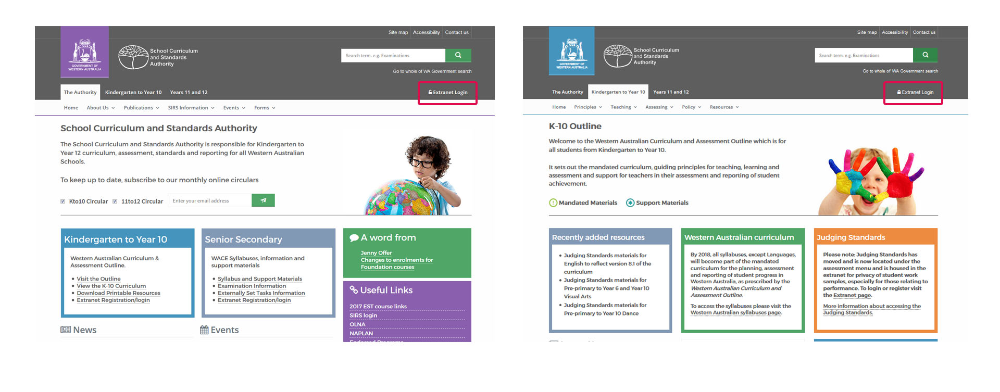 Site map
Accessibility
Contact us
GOVERNMENT OF
WESTERN AUSTRALIA
School Curriculum
and Standards
Authority
Search term. e.g. Examinations
Go to whole of WA Government search
The Authority
Kindergarten to Year 10
Years 11 and 12
Extranet Login
Home
About Us
Publications
SIRS Information
Events
Forms
School Curriculum and Standards Authority
The School Curriculum and Standards Authority is responsible for Kindergarten to
Year 12 curriculum, assessment, standards and reporting for all Western Australian
Schools.
To keep up to date, subscribe to our monthly online circulars
Kto10 Circular
11to12 Circular
Enter your email address
Kindergarten to Year 10
Western Australian Curriculum &
Assessment Outline.
Visit the Outline
View the K-10 Curriculum
Download Printable Resources
Extranet Registration/login
Senior Secondary
WACE Syllabuses, information and
support materials
Syllabus and Support Materials
Examination Information
Externally Set Tasks Information
Extranet Registration/login
A word from
Jenny Offer
Changes to enrolments for
Foundation courses
Useful Links
2017 EST course links
SIRS login
OLNA
NAPLAN
Endorsed Programs
News
Events
Site map
Accessibility
Contact us
GOVERNMENT OF
WESTERN AUSTRALIA
School Curriculum
and Standards
Authority
Search term. e.g. Examinations
Go to whole of WA Government search
The Authority
Kindergarten to Year 10
Years 11 and 12
Extranet Login
Home
Principles
Teaching
Assessing
Policy
Resources
K-10 Outline
Welcome to the Western Australian Curriculum and Assessment Outline which is for
all students from Kindergarten to Year 10.
It sets out the mandated curriculum, guiding principles for teaching, learning and
assessment and support for teachers in their assessment and reporting of student
achievement.
Mandated Materials
Support Materials
Recently added resources
Judging Standards materials for
English to reflect version 8.1 of the
curriculum
Judging Standards materials for
Pre-primary to Year 6 and Year 10
Visual Arts
Judging Standards materials for
Pre-primary to Year 10 Dance
Western Australian curriculum
By 2018, all syllabuses, except Languages,
will become part of the mandated
curriculum for the planning, assessment
and reporting of student progress in
Western Australia, as prescribed by the
Western Australian Curriculum and
Assessment Outline.
To access the syllabuses please visit the
Western Australian syllabuses page.
Judging Standards
Please note: Judging Standards has
moved and is now located under the
assessment menu and is housed in the
extranet for privacy of student work
samples, especially for those relating to
performance. To login or register visit
the Extranet page.
More information about accessing the
Judging Standards.